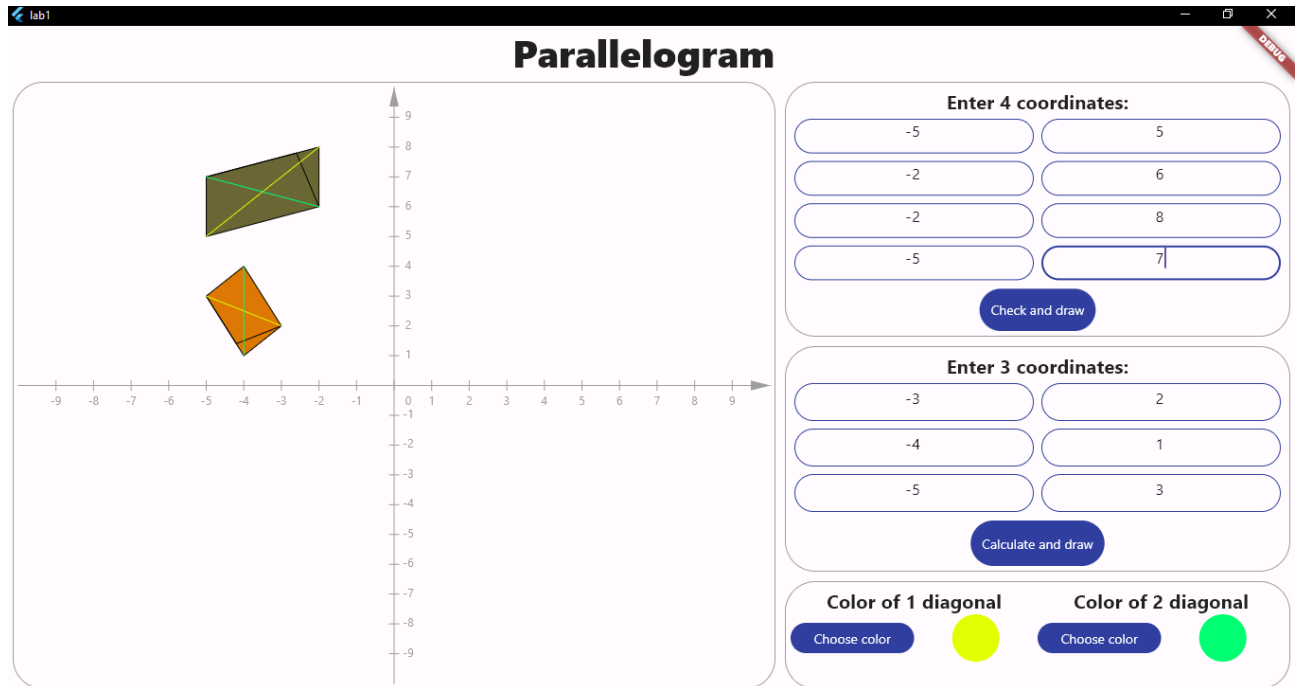 lab1
DEBUG
Parallelogram
9
8
7
6
5
4
3
2
1
-9 -8 -7 -6 -5 -4 -3 -2 -1 0 1 2 3 4 5 6 7 8 9
-1
-2
-3
-4
-5
-6
-7
-8
-9
Enter 4 coordinates:
-5 5
-2 6
-2 8
-5 7
Check and draw
Enter 3 coordinates:
-3 2
-4 1
-5 3
Calculate and draw
Color of 1 diagonal Color of 2 diagonal
Choose color Choose color